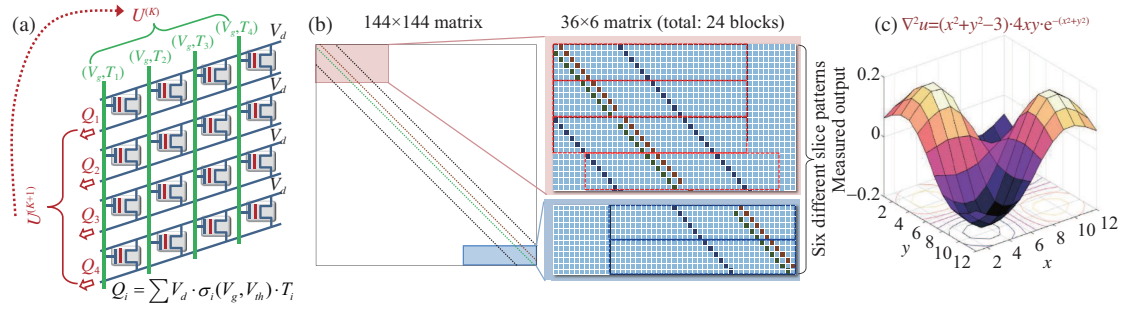 (a)
U^(K)
(V_g,T_1)
(V_g,T_2)
(V_g,T_3)
(V_g,T_4)
V_d
V_d
V_d
V_d
Q_1
Q_2
Q_3
Q_4
U^(K+1)
Q_i = ∑ V_d · σ_i(V_g, V_th) · T_i
(b)
144×144 matrix
36×6 matrix (total: 24 blocks)
Six different slice patterns
(c)
∇²u=(x²+y²−3)·4xy·e^−(x²+y²)
Measured output
0.2
0
−0.2
2
4
6
8
10
12
y
2
4
6
8
10
12
x